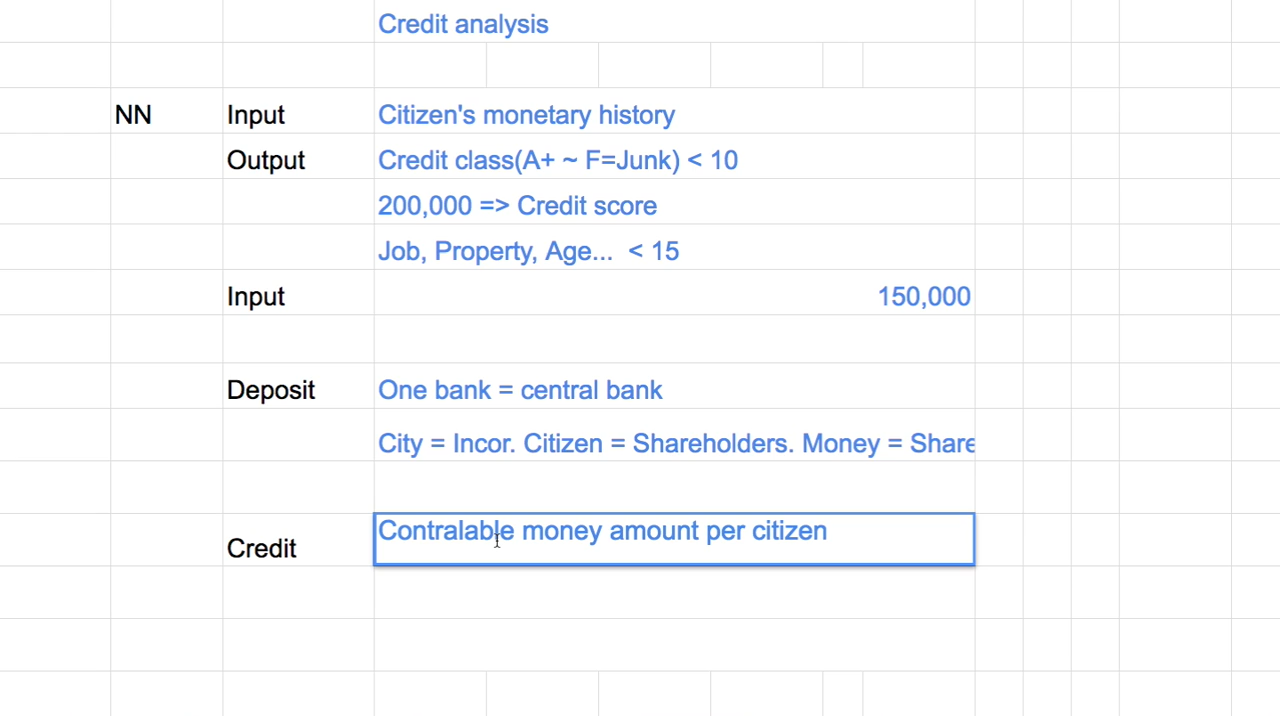 Credit analysis
NN Input Citizen's monetary history
Output Credit class(A+ ~ F=Junk) < 10
200,000 => Credit score
Job, Property, Age... < 15
Input 150,000
Deposit One bank = central bank
City = Incor. Citizen = Shareholders. Money = Share
Credit Contralable money amount per citizen